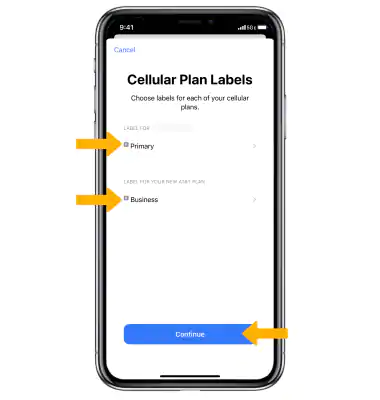 9:41
5G
Cancel
Cellular Plan Labels
Choose labels for each of your cellular
plans.
LABEL FOR
P Primary
LABEL FOR YOUR NEW AT&T PLAN
B Business
Continue